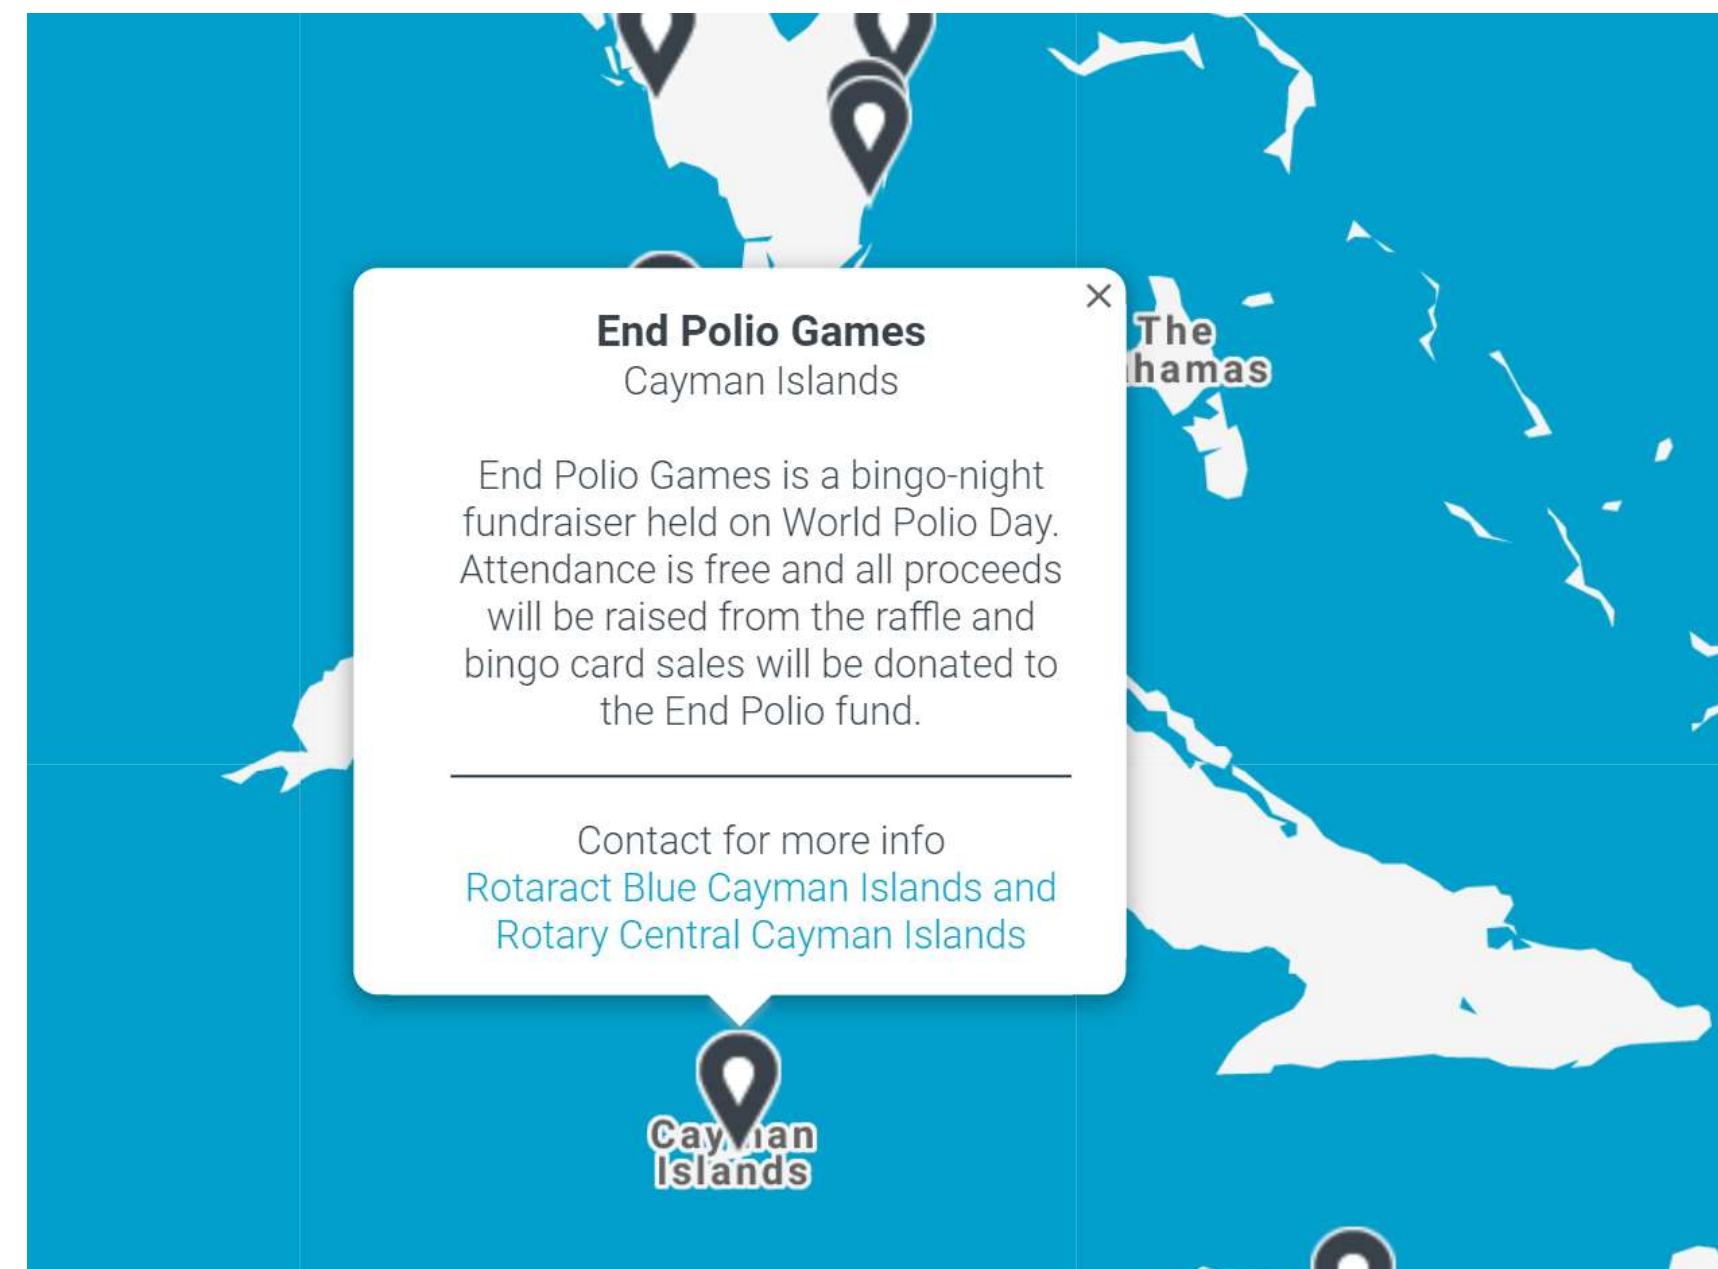 End Polio Games
Cayman Islands
End Polio Games is a bingo-night
fundraiser held on World Polio Day.
Attendance is free and all proceeds
will be raised from the raffle and
bingo card sales will be donated to
the End Polio fund.
Contact for more info
Rotaract Blue Cayman Islands and
Rotary Central Cayman Islands
The
hamas
Cayman
Islands